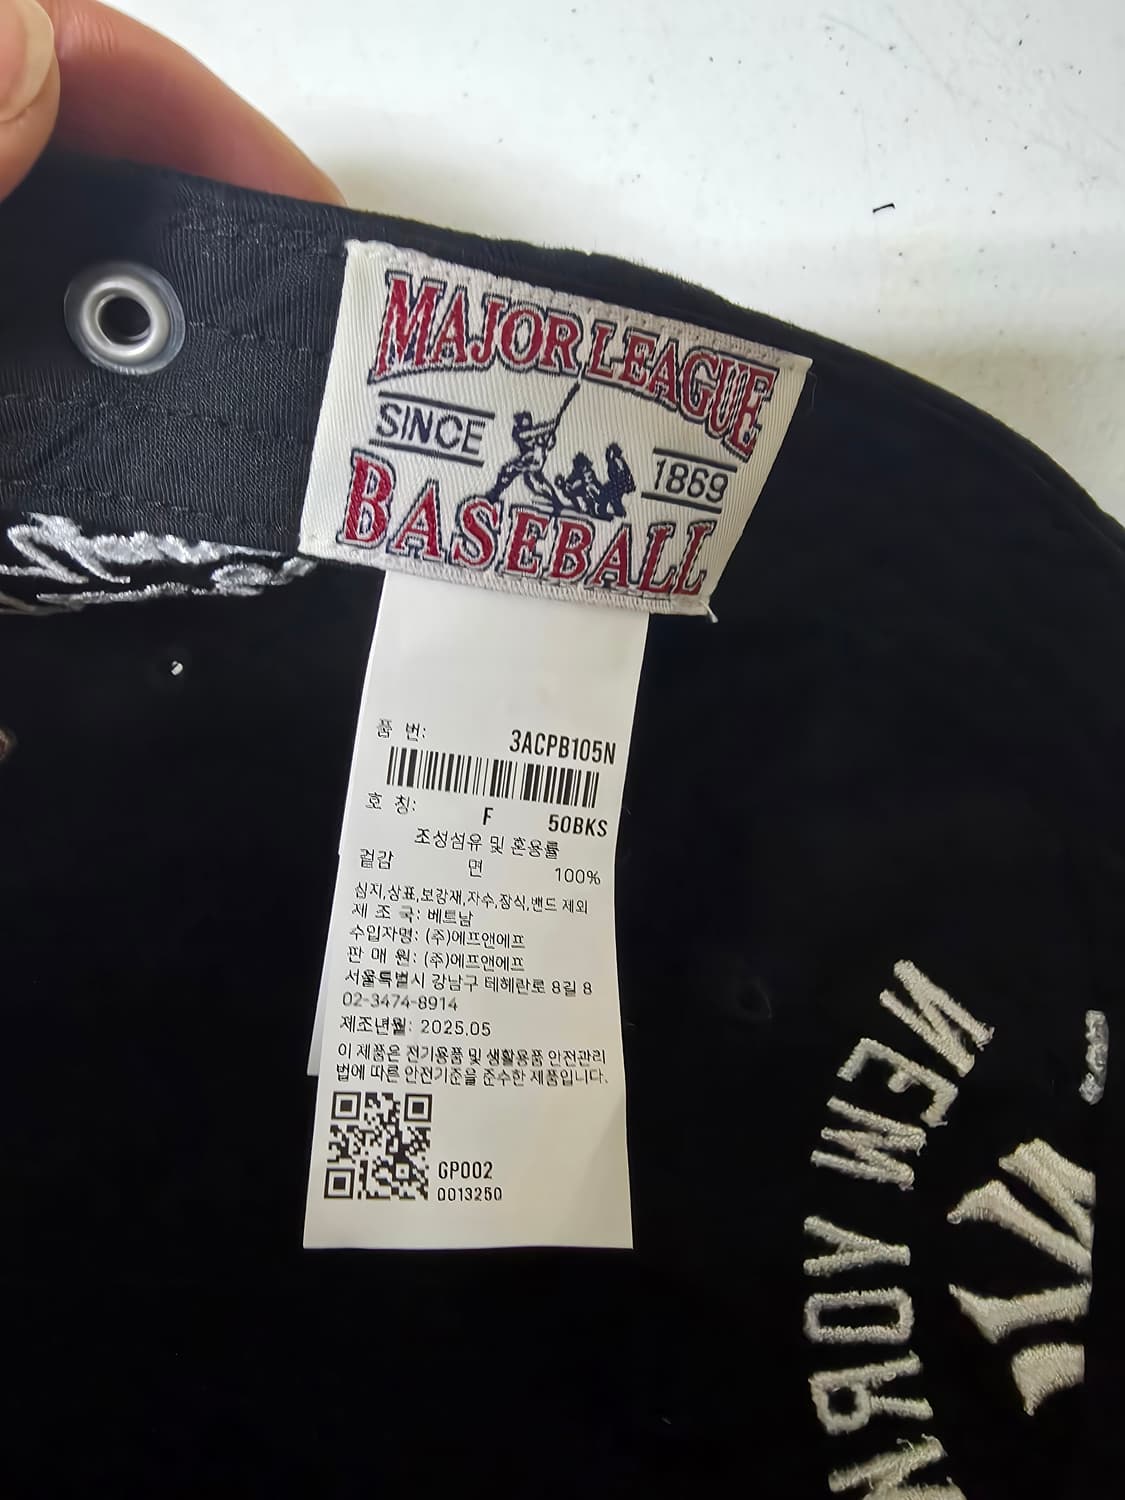 MAJOR LEAGUE
SINCE 1869
BASEBALL
품 번: 3ACPB105N
호 칭: F 50BKS
조성섬유 및 혼용률
겉감 면 100%
심지,상표,보강재,자수,장식,밴드 제외
제 조 국: 베트남
수입자명: (주)에프앤에프
판 매 원: (주)에프앤에프
서울특별시 강남구 테헤란로 8길 8
02-3474-8914
제조년월: 2025.05
이 제품은 전기용품 및 생활용품 안전관리
법에 따른 안전기준을 준수한 제품입니다.
GP002
0013250
NEW YORK